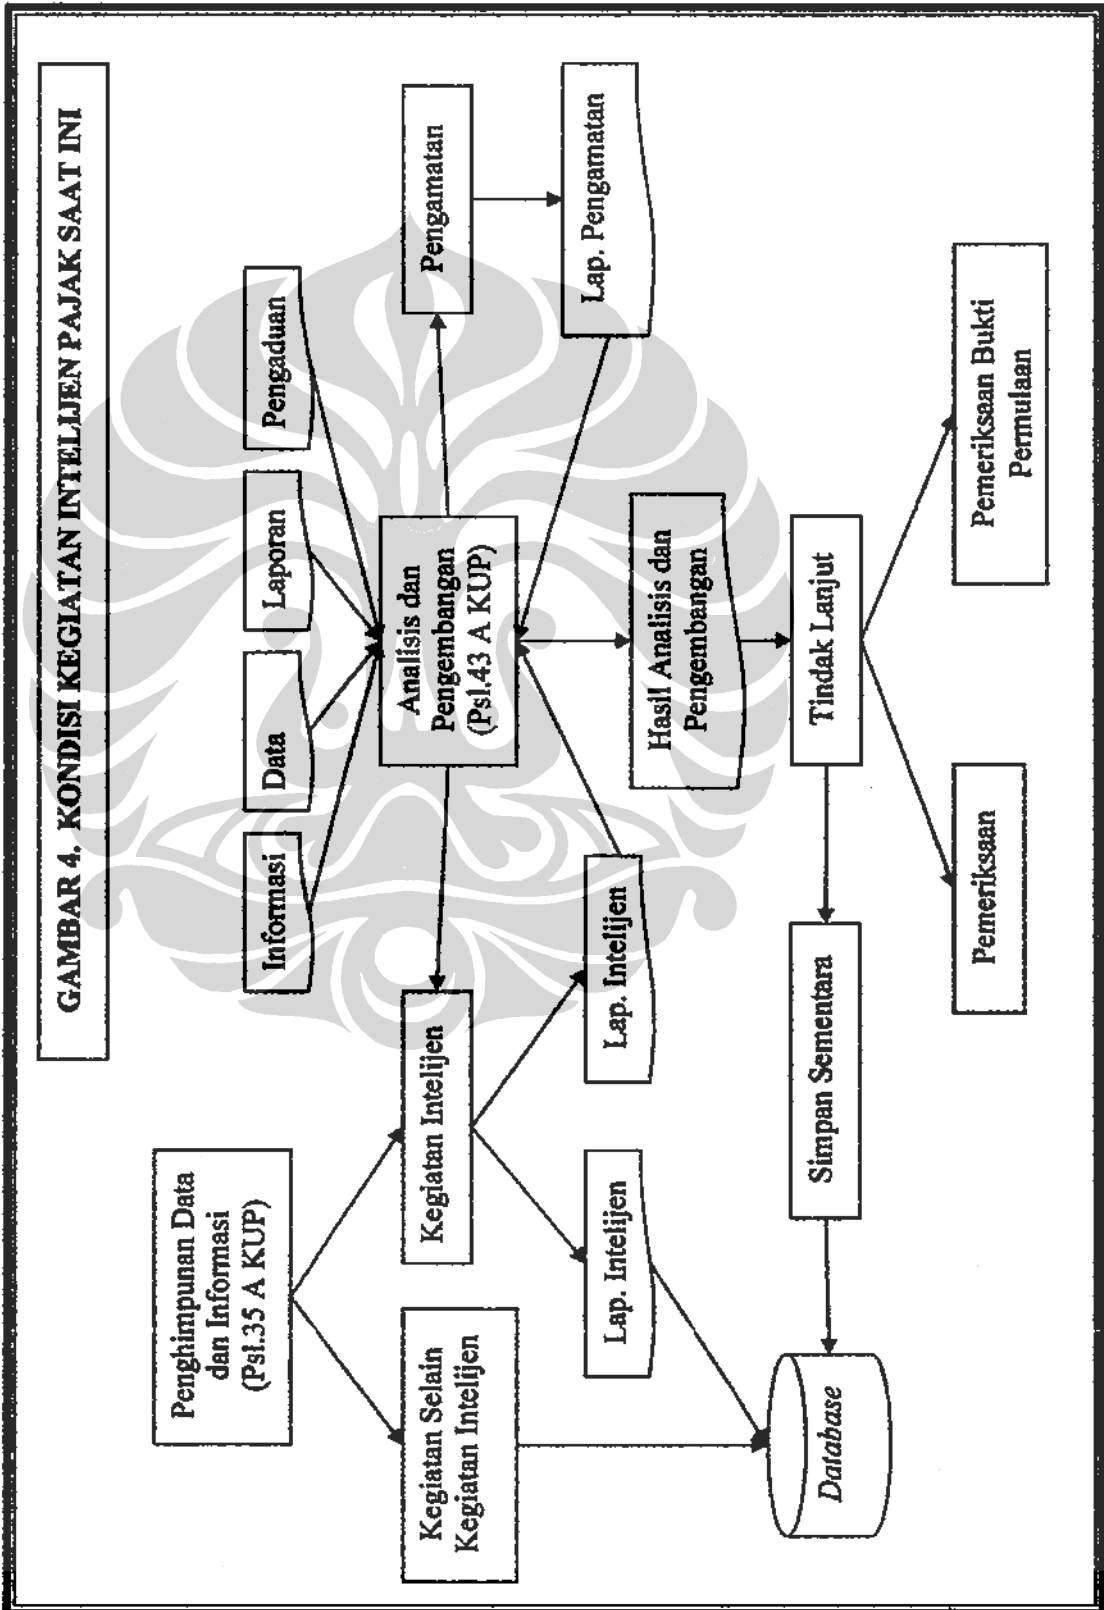 GAMBAR 4. KONDISI KEGIATAN INTELIJEN PAJAK SAAT INI
Penghimpunan Data
dan Informasi
(Psl.35 A KUP)
Informasi
Data
Laporan
Pengaduan
Kegiatan Selain
Kegiatan Intelijen
Kegiatan Intelijen
Analisis dan
Pengembangan
(Psl.43 A KUP)
Pengamatan
Lap. Intelijen
Lap. Intelijen
Lap. Pengamatan
Hasil Analisis dan
Pengembangan
Database
Simpan Sementara
Tindak Lanjut
Pemeriksaan
Pemeriksaan Bukti
Permulaan